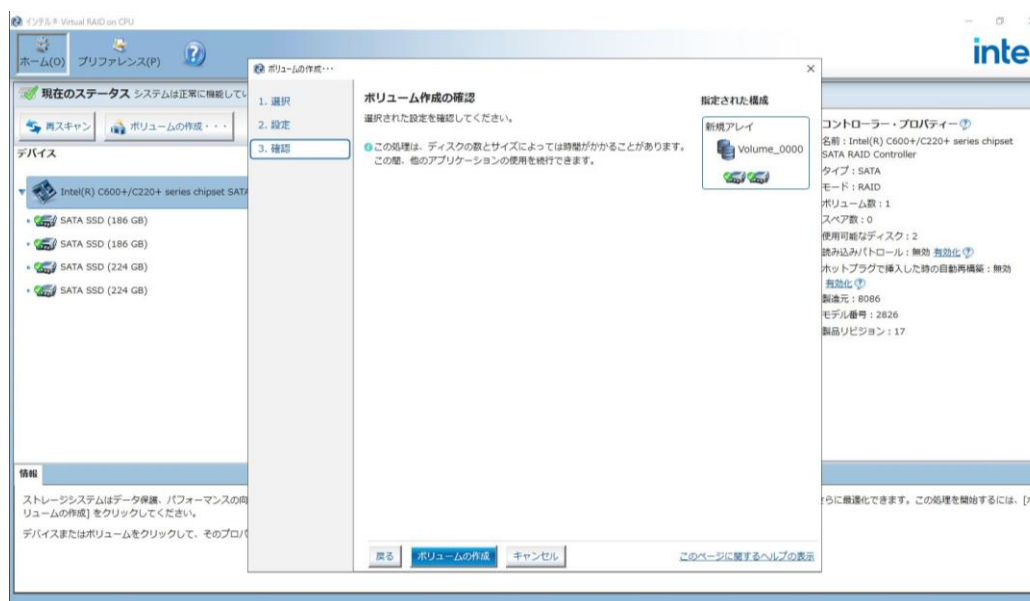 インテル® Virtual RAID on CPU
ホーム(O) プリファレンス(P)
intel
現在のステータス システムは正常に機能してい
再スキャン ボリュームの作成・・・
デバイス
Intel(R) C600+/C220+ series chipset SATA
SATA SSD (186 GB)
SATA SSD (186 GB)
SATA SSD (224 GB)
SATA SSD (224 GB)
ボリュームの作成・・・
1. 選択
2. 設定
3. 確認
ボリューム作成の確認
選択された設定を確認してください。
この処理は、ディスクの数とサイズによっては時間がかかることがあります。
この間、他のアプリケーションの使用を続行できます。
指定された構成
新規アレイ
Volume_0000
戻る ボリュームの作成 キャンセル このページに関するヘルプの表示
コントローラー・プロパティー
名前:Intel(R) C600+/C220+ series chipset
SATA RAID Controller
タイプ:SATA
モード:RAID
ボリューム数:1
スペア数:0
使用可能なディスク:2
読み込みパトロール:無効 有効化
ホットプラグで挿入した時の自動再構築:無効
有効化
製造元:8086
モデル番号:2826
製品リビジョン:17
情報
ストレージシステムはデータ保護、パフォーマンスの向
リュームの作成] をクリックしてください。
さらに最適化できます。この処理を開始するには、[ボ
デバイスまたはボリュームをクリックして、そのプロパ